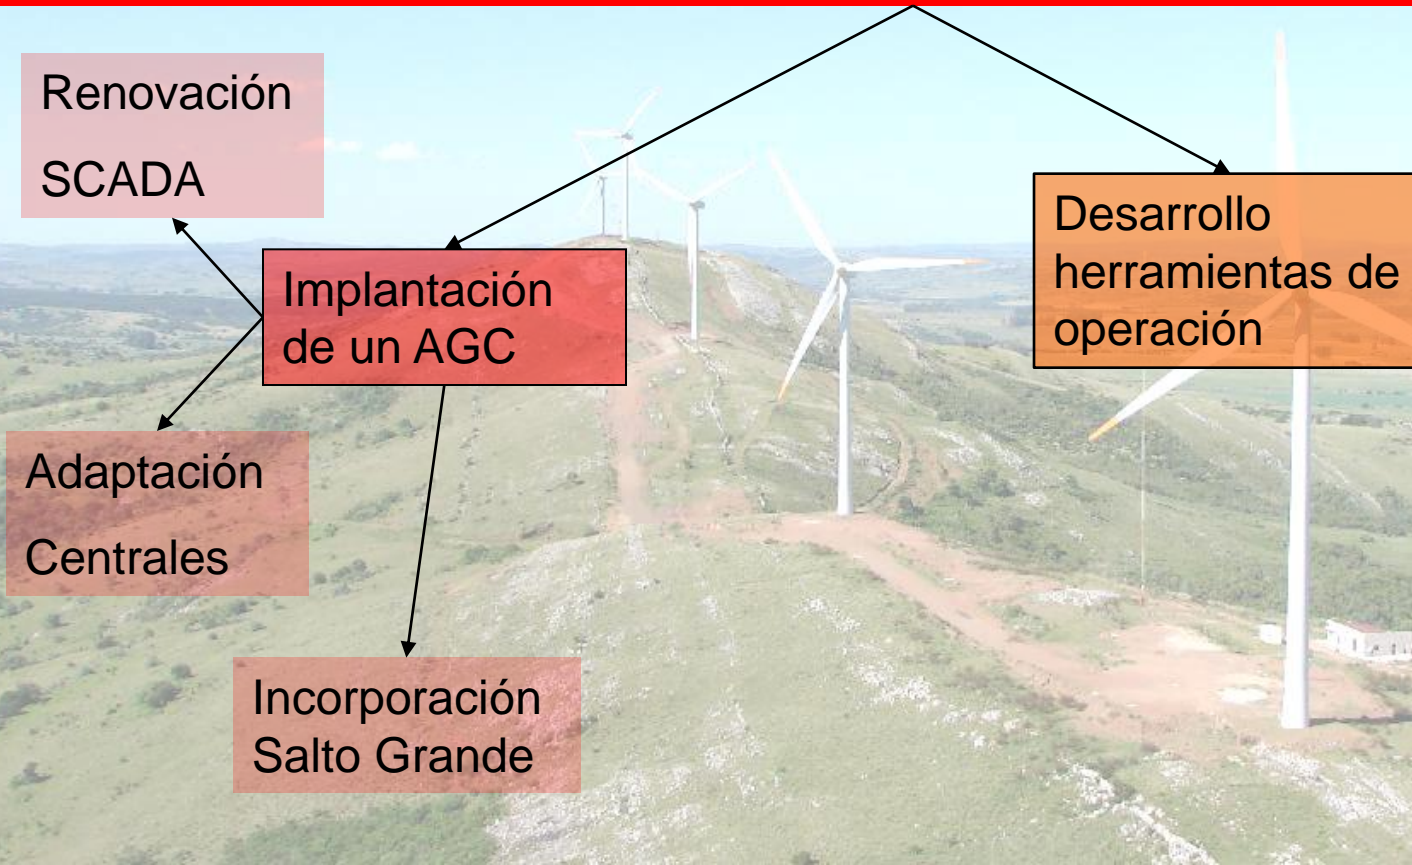 Renovación
SCADA
Desarrollo
herramientas de
operación
Implantación
de un AGC
Adaptación
Centrales
Incorporación
Salto Grande